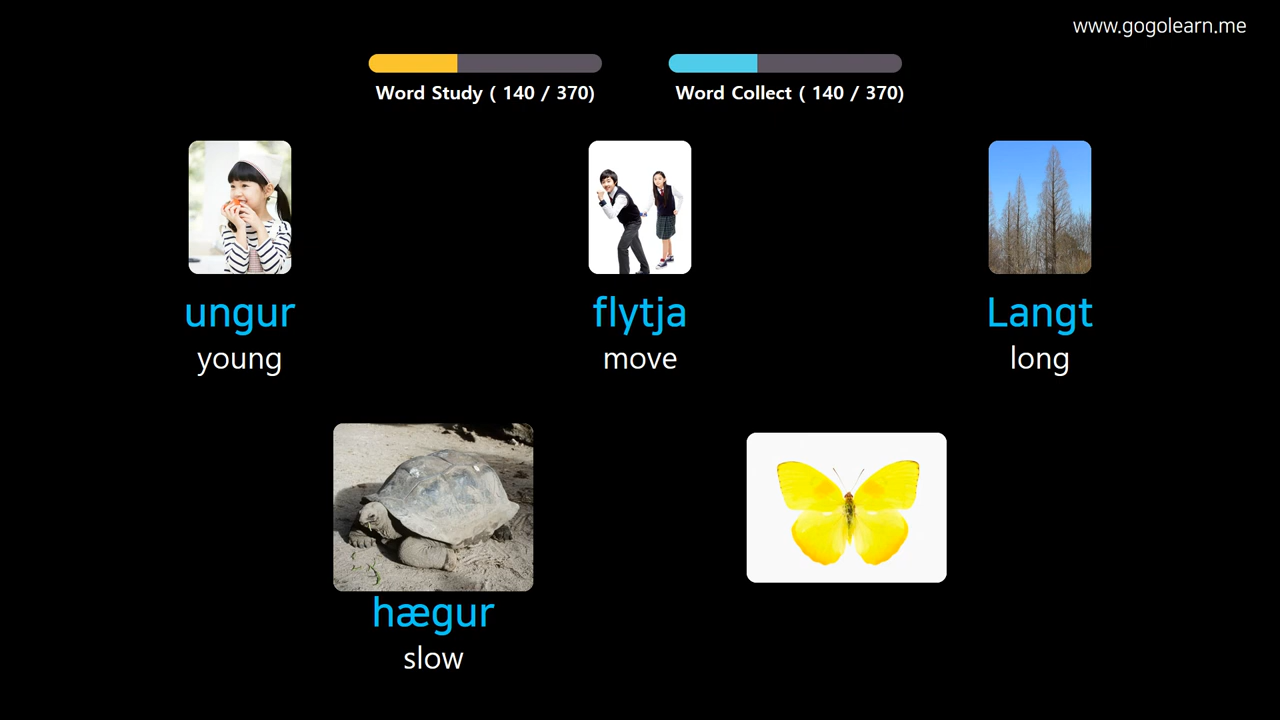 www.gogolearn.me
Word Study ( 140 / 370)
Word Collect ( 140 / 370)
ungur
young
flytja
move
Langt
long
hægur
slow